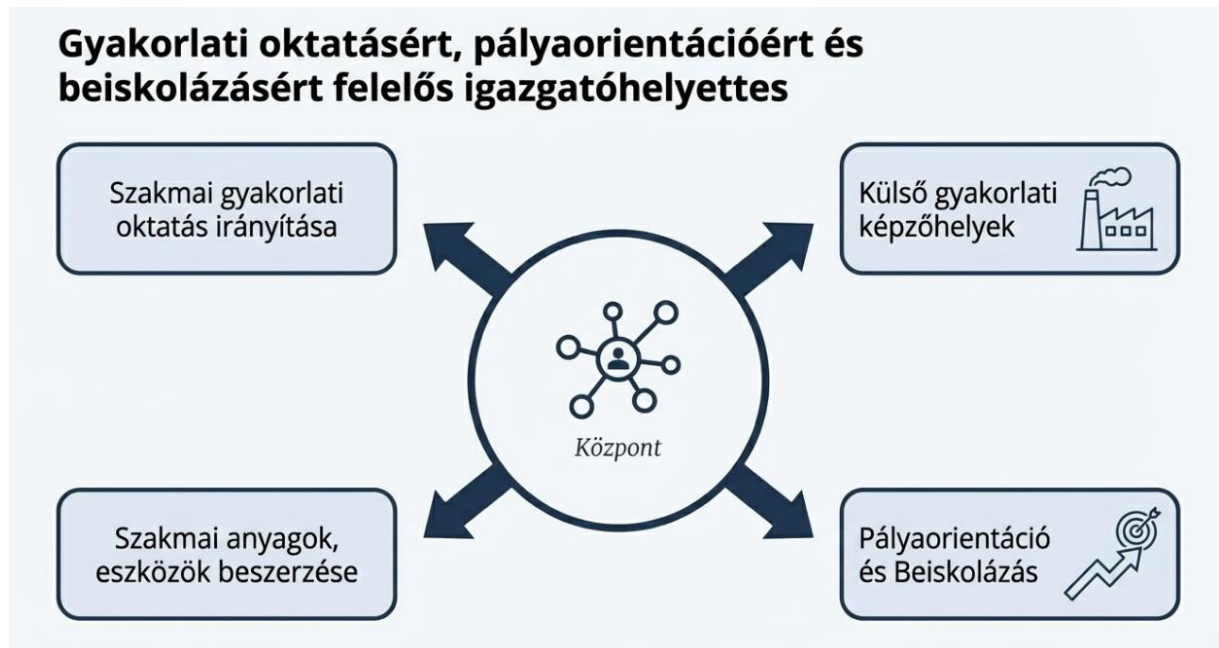 Gyakorlati oktatásért, pályaorientációért és
beiskolázásért felelős igazgatóhelyettes
Szakmai gyakorlati
oktatás irányítása
Külső gyakorlati
képzőhelyek
Központ
Szakmai anyagok,
eszközök beszerzése
Pályaorientáció
és Beiskolázás